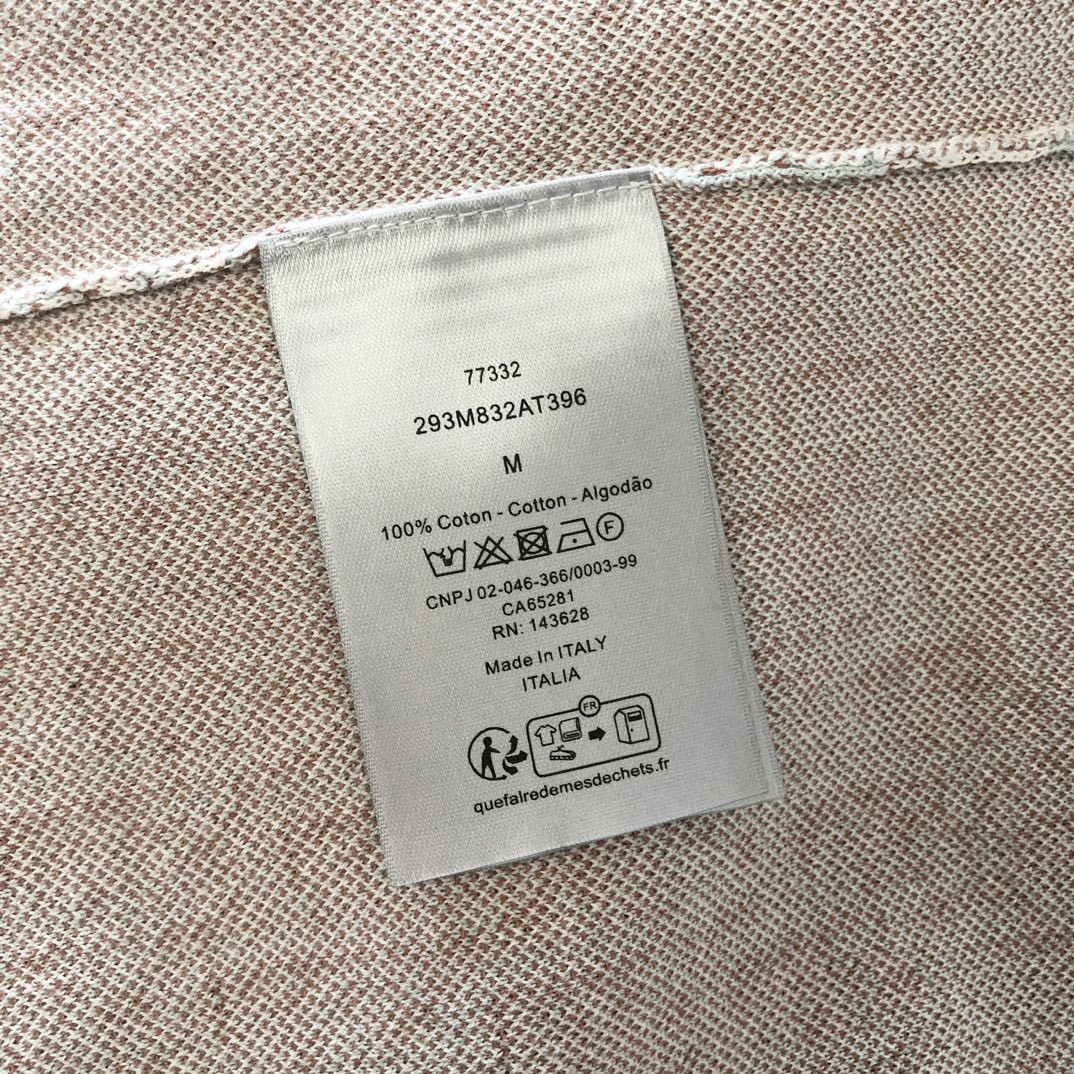 77332
293M832AT396
M
100% Coton - Cotton - Algodão
F
CNPJ 02-046-366/0003-99
CA65281
RN: 143628
Made In ITALY
ITALIA
FR
quefalredemesdechets.fr